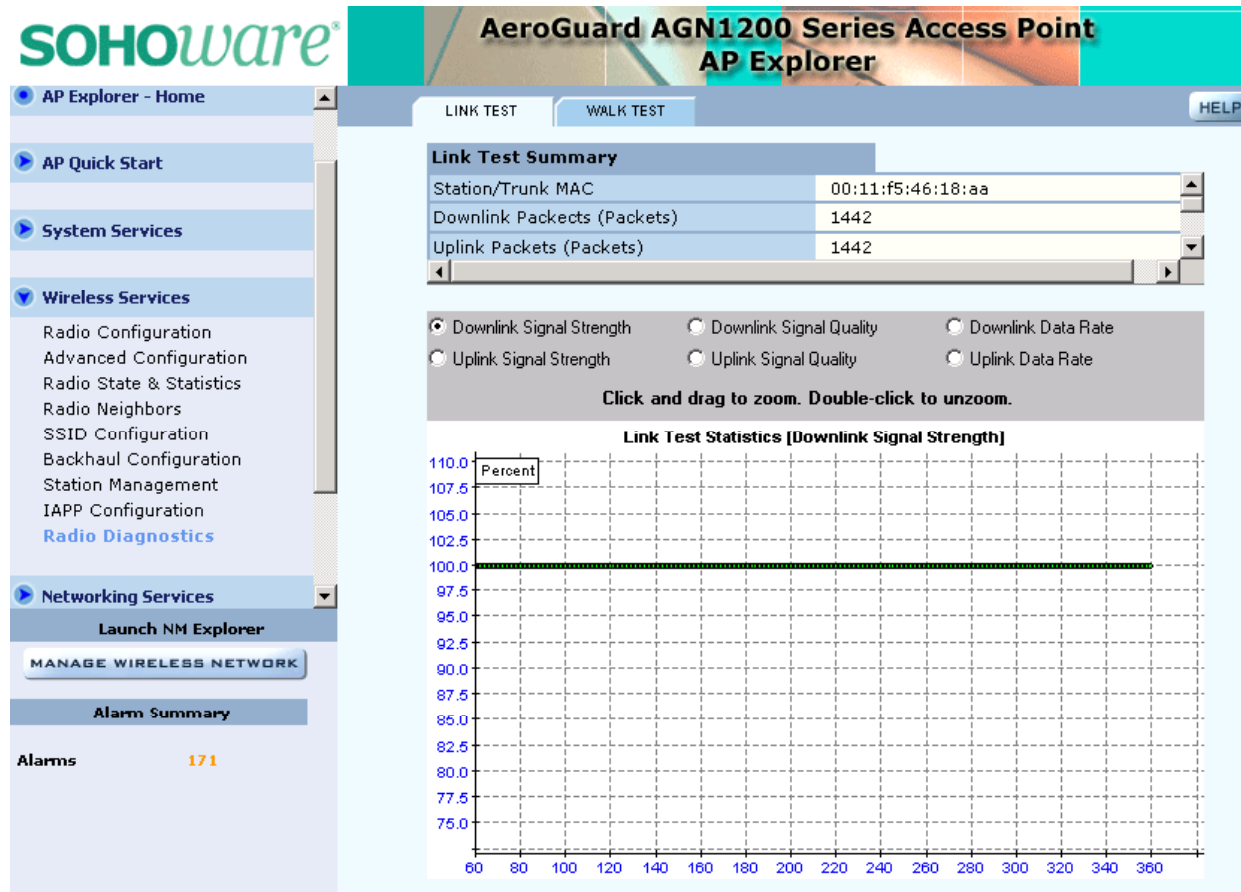 SOHOware®
AeroGuard AGN1200 Series Access Point
AP Explorer
AP Explorer - Home
AP Quick Start
System Services
Wireless Services
Radio Configuration
Advanced Configuration
Radio State & Statistics
Radio Neighbors
SSID Configuration
Backhaul Configuration
Station Management
IAPP Configuration
Radio Diagnostics
Networking Services
Launch NM Explorer
MANAGE WIRELESS NETWORK
Alarm Summary
Alarms 171
LINK TEST WALK TEST HELP
Link Test Summary
Station/Trunk MAC 00:11:f5:46:18:aa
Downlink Packects (Packets) 1442
Uplink Packets (Packets) 1442
Downlink Signal Strength Downlink Signal Quality Downlink Data Rate
Uplink Signal Strength Uplink Signal Quality Uplink Data Rate
Click and drag to zoom. Double-click to unzoom.
Link Test Statistics [Downlink Signal Strength]
Percent
110.0
107.5
105.0
102.5
100.0
97.5
95.0
92.5
90.0
87.5
85.0
82.5
80.0
77.5
75.0
60 80 100 120 140 160 180 200 220 240 260 280 300 320 340 360